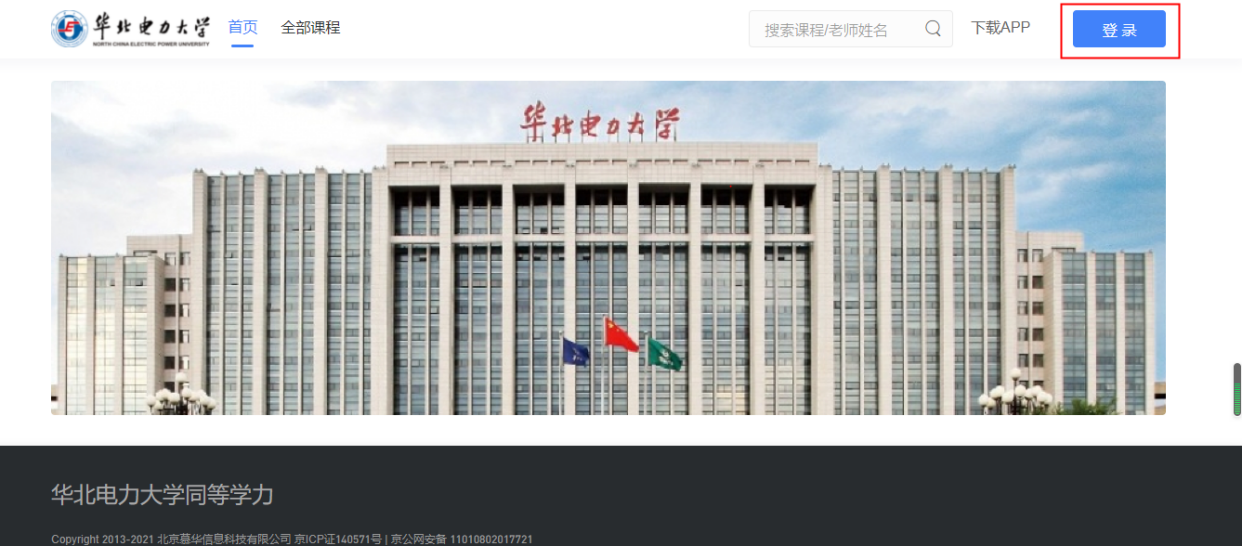 华北电力大学
NORTH CHINA ELECTRIC POWER UNIVERSITY
首页 全部课程 搜索课程/老师姓名 下载APP 登 录
华北电力大学
华北电力大学同等学力
Copyright 2013-2021 北京慕华信息科技有限公司 京ICP证140571号 | 京公网安备 11010802017721